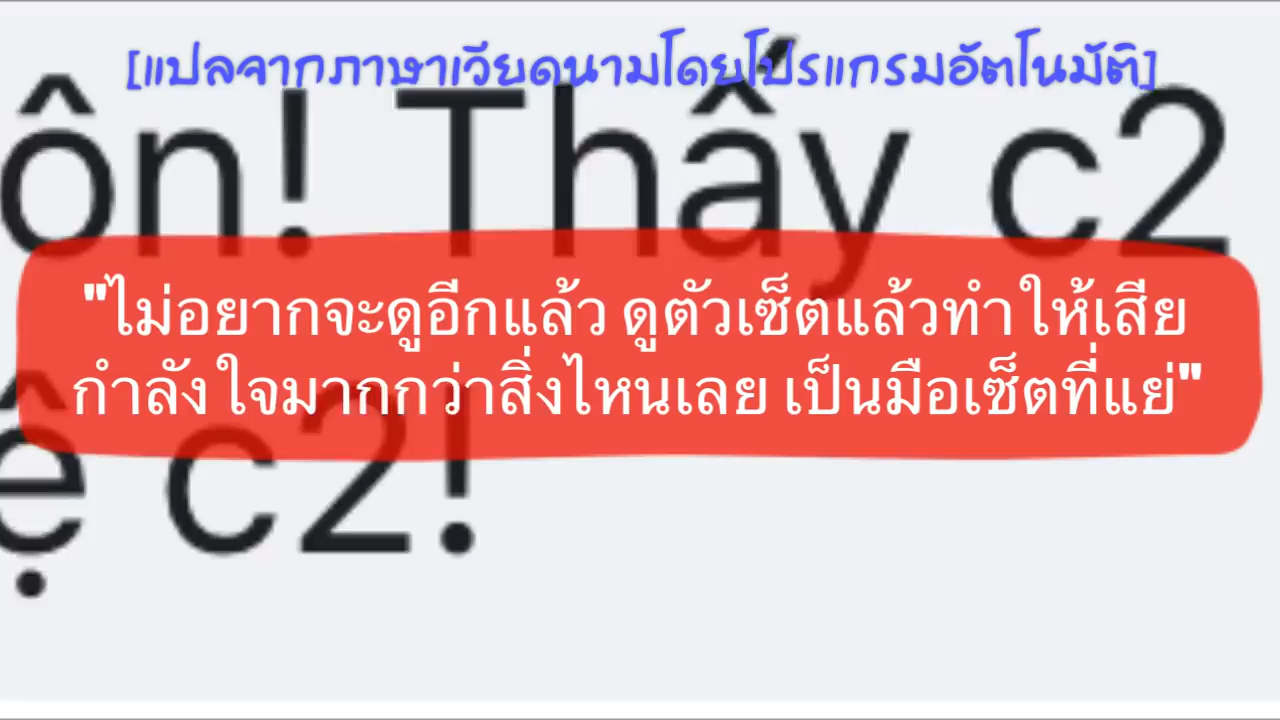 [แปลจากภาษาเวียดนามโดยโปรแกรมอัตโนมัติ]
ôn! Thấy c2
"ไม่อยากจะดูอีกแล้ว ดูตัวเซ็ตแล้วทำให้เสีย
กำลังใจมากกว่าสิ่งไหนเลย เป็นมือเซ็ตที่แย่"
ệ c2!